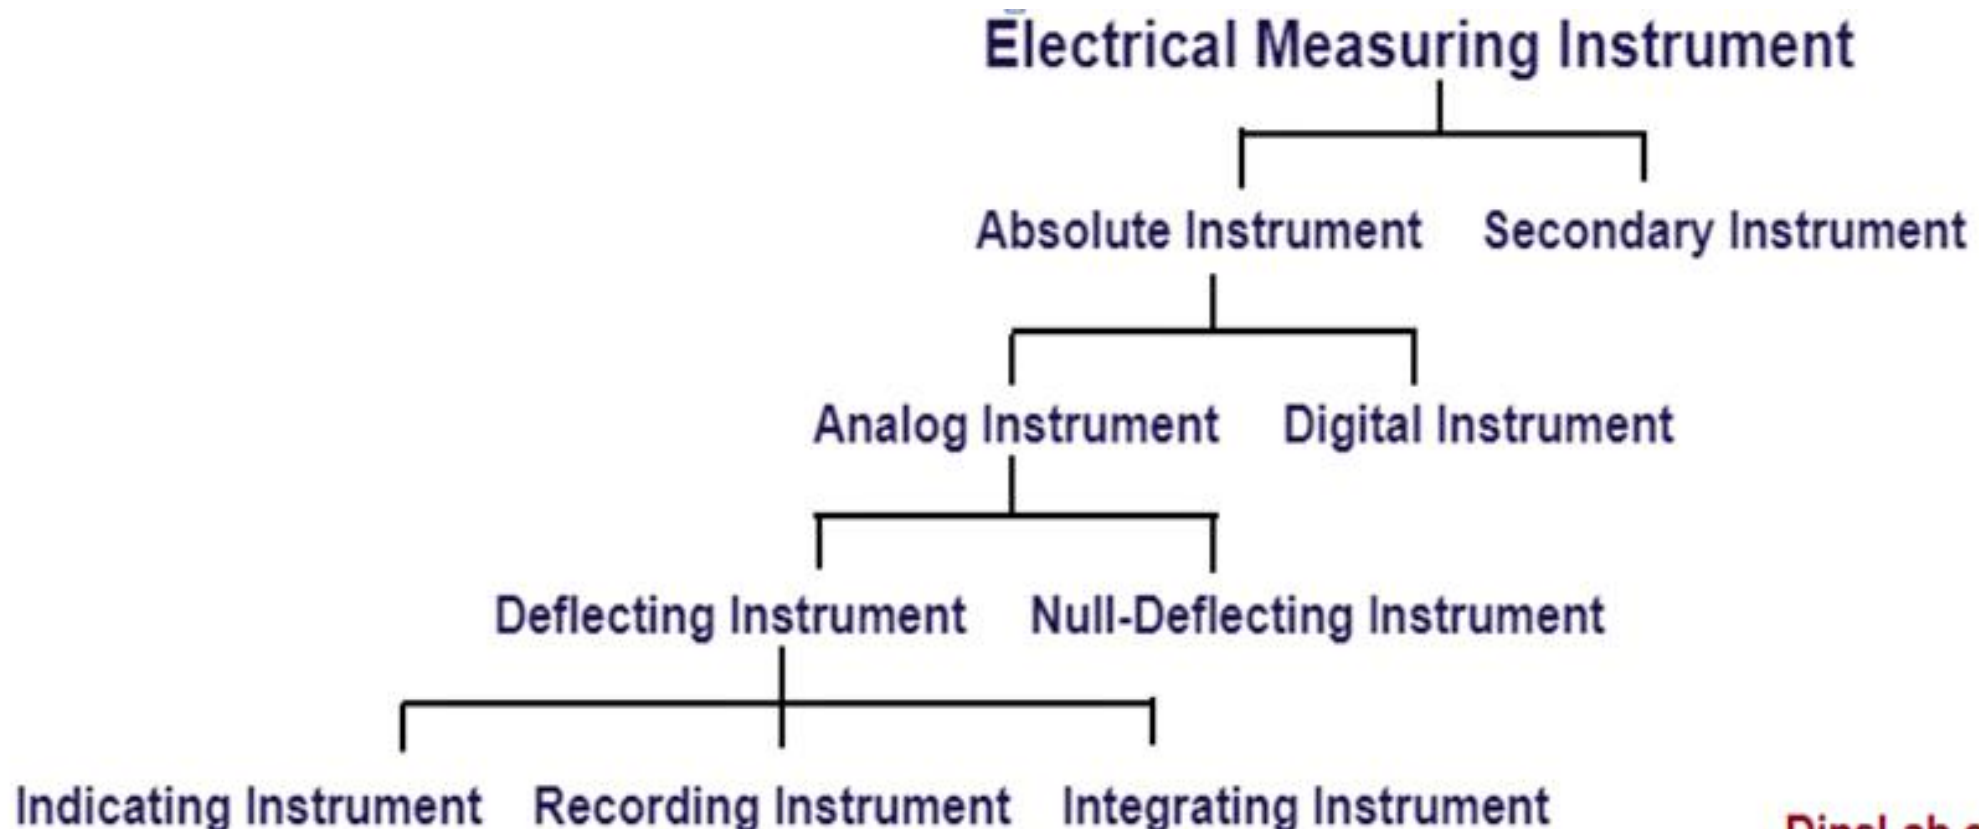 Electrical Measuring Instrument
Absolute Instrument Secondary Instrument
Analog Instrument Digital Instrument
Deflecting Instrument Null-Deflecting Instrument
Indicating Instrument Recording Instrument Integrating Instrument